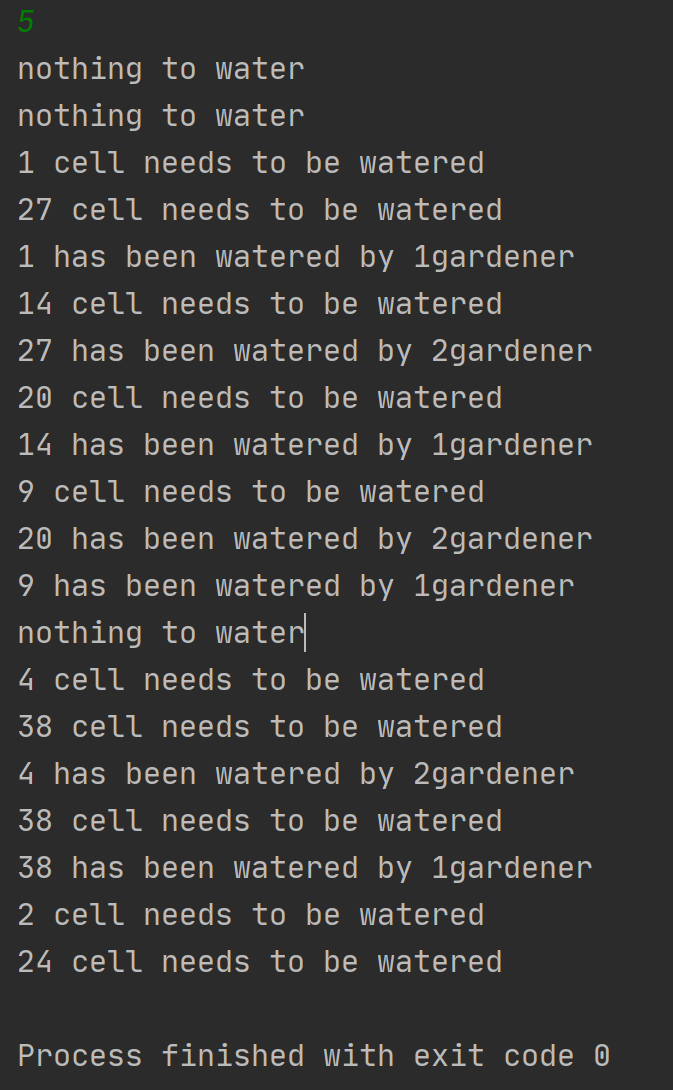 5
nothing to water
nothing to water
1 cell needs to be watered
27 cell needs to be watered
1 has been watered by 1gardener
14 cell needs to be watered
27 has been watered by 2gardener
20 cell needs to be watered
14 has been watered by 1gardener
9 cell needs to be watered
20 has been watered by 2gardener
9 has been watered by 1gardener
nothing to water
4 cell needs to be watered
38 cell needs to be watered
4 has been watered by 2gardener
38 cell needs to be watered
38 has been watered by 1gardener
2 cell needs to be watered
24 cell needs to be watered
Process finished with exit code 0